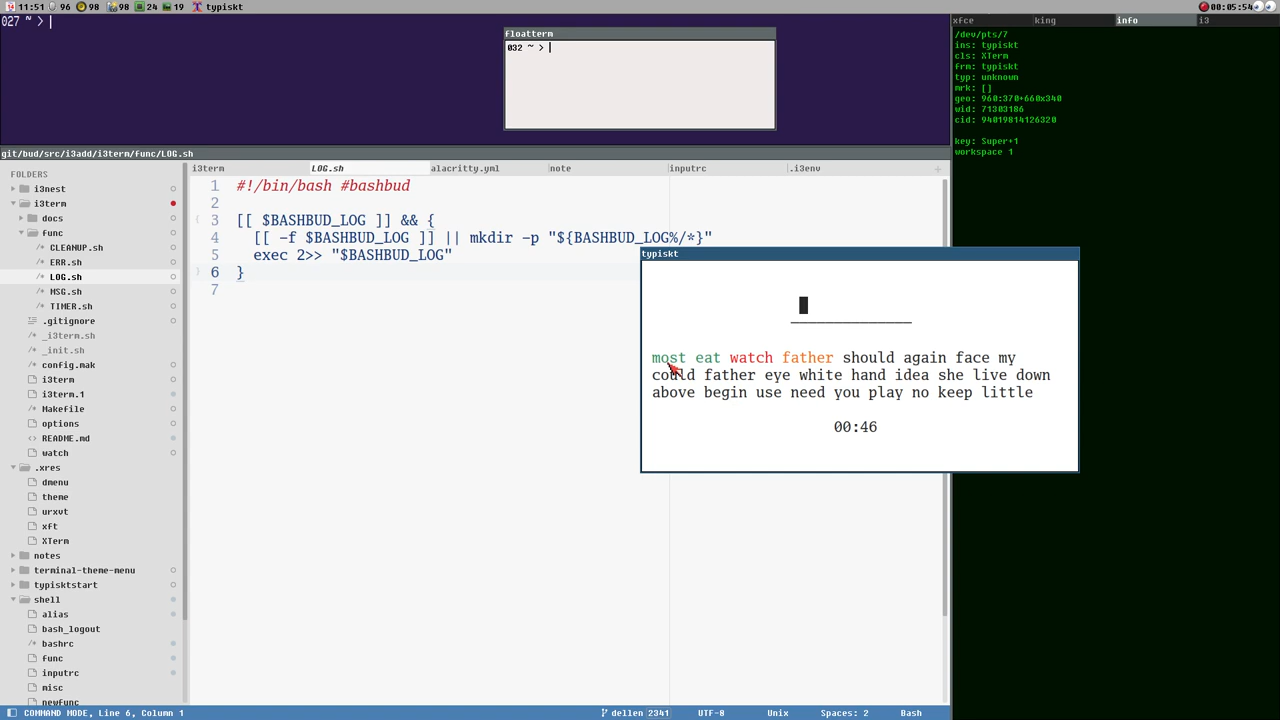 11:51 96 98 98 24 19 typiskt 00:05:54
027 ~ >
floatterm
032 ~ >
xfce king info i3
/dev/pts/7
ins: typiskt
cls: XTerm
frm: typiskt
typ: unknown
mrk: []
geo: 960:370+660x340
wid: 71303186
cid: 94019814126320
key: Super+1
workspace 1
git/bud/src/i3add/i3term/func/LOG.sh
FOLDERS
i3nest
i3term
docs
func
CLEANUP.sh
ERR.sh
LOG.sh
MSG.sh
TIMER.sh
.gitignore
_i3term.sh
_init.sh
config.mak
i3term
i3term.1
Makefile
options
README.md
watch
.xres
dmenu
theme
urxvt
xft
XTerm
notes
terminal-theme-menu
typisktstart
shell
alias
bash_logout
bashrc
func
inputrc
misc
newfunc
i3term LOG.sh alacritty.yml note inputrc .i3env +
1 #!/bin/bash #bashbud
2
3 [[ $BASHBUD_LOG ]] && {
4 [[ -f $BASHBUD_LOG ]] || mkdir -p "${BASHBUD_LOG%/*}"
5 exec 2>> "$BASHBUD_LOG"
6 }
7
typiskt
most eat watch father should again face my
could father eye white hand idea she live down
above begin use need you play no keep little
00:46
COMMAND MODE, Line 6, Column 1 dellen 2341 UTF-8 Unix Spaces: 2 Bash